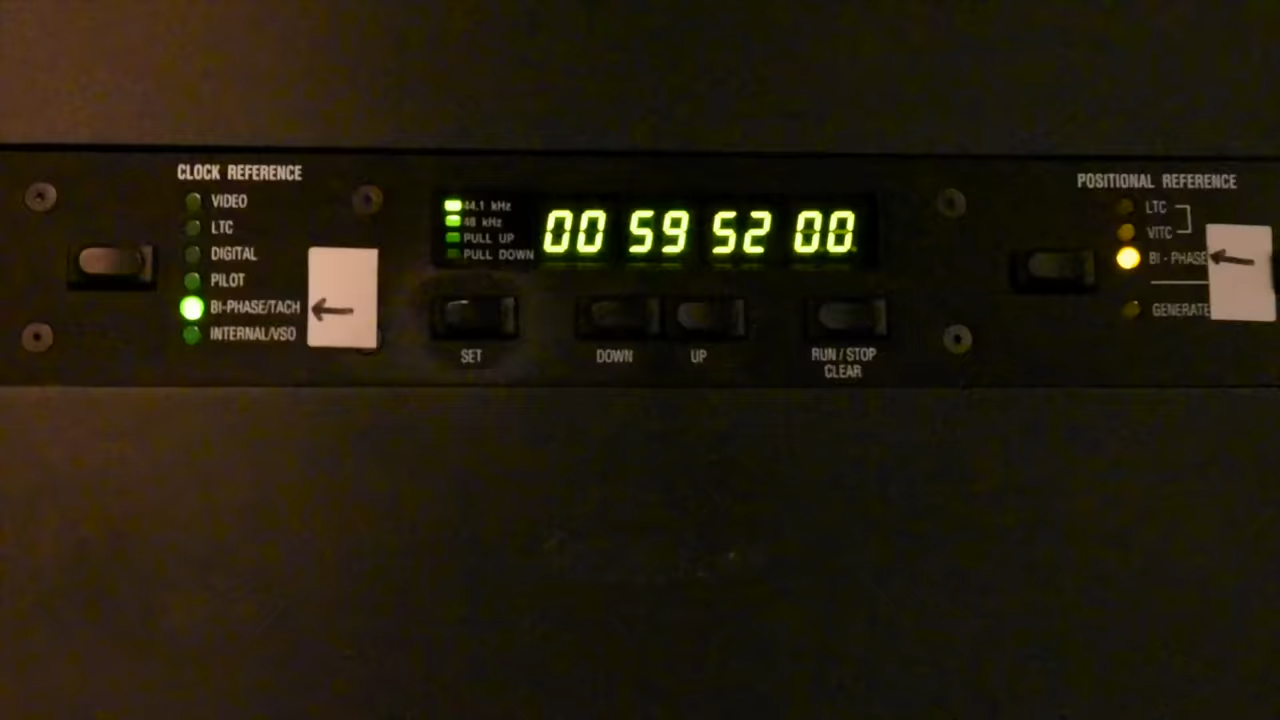 CLOCK REFERENCE
VIDEO
LTC
DIGITAL
PILOT
BI-PHASE/TACH
INTERNAL/VSO
44.1 kHz
48 kHz
PULL UP
PULL DOWN
00 59 52 00
SET
DOWN
UP
RUN / STOP
CLEAR
POSITIONAL REFERENCE
LTC
VITC
BI - PHASE
GENERATE